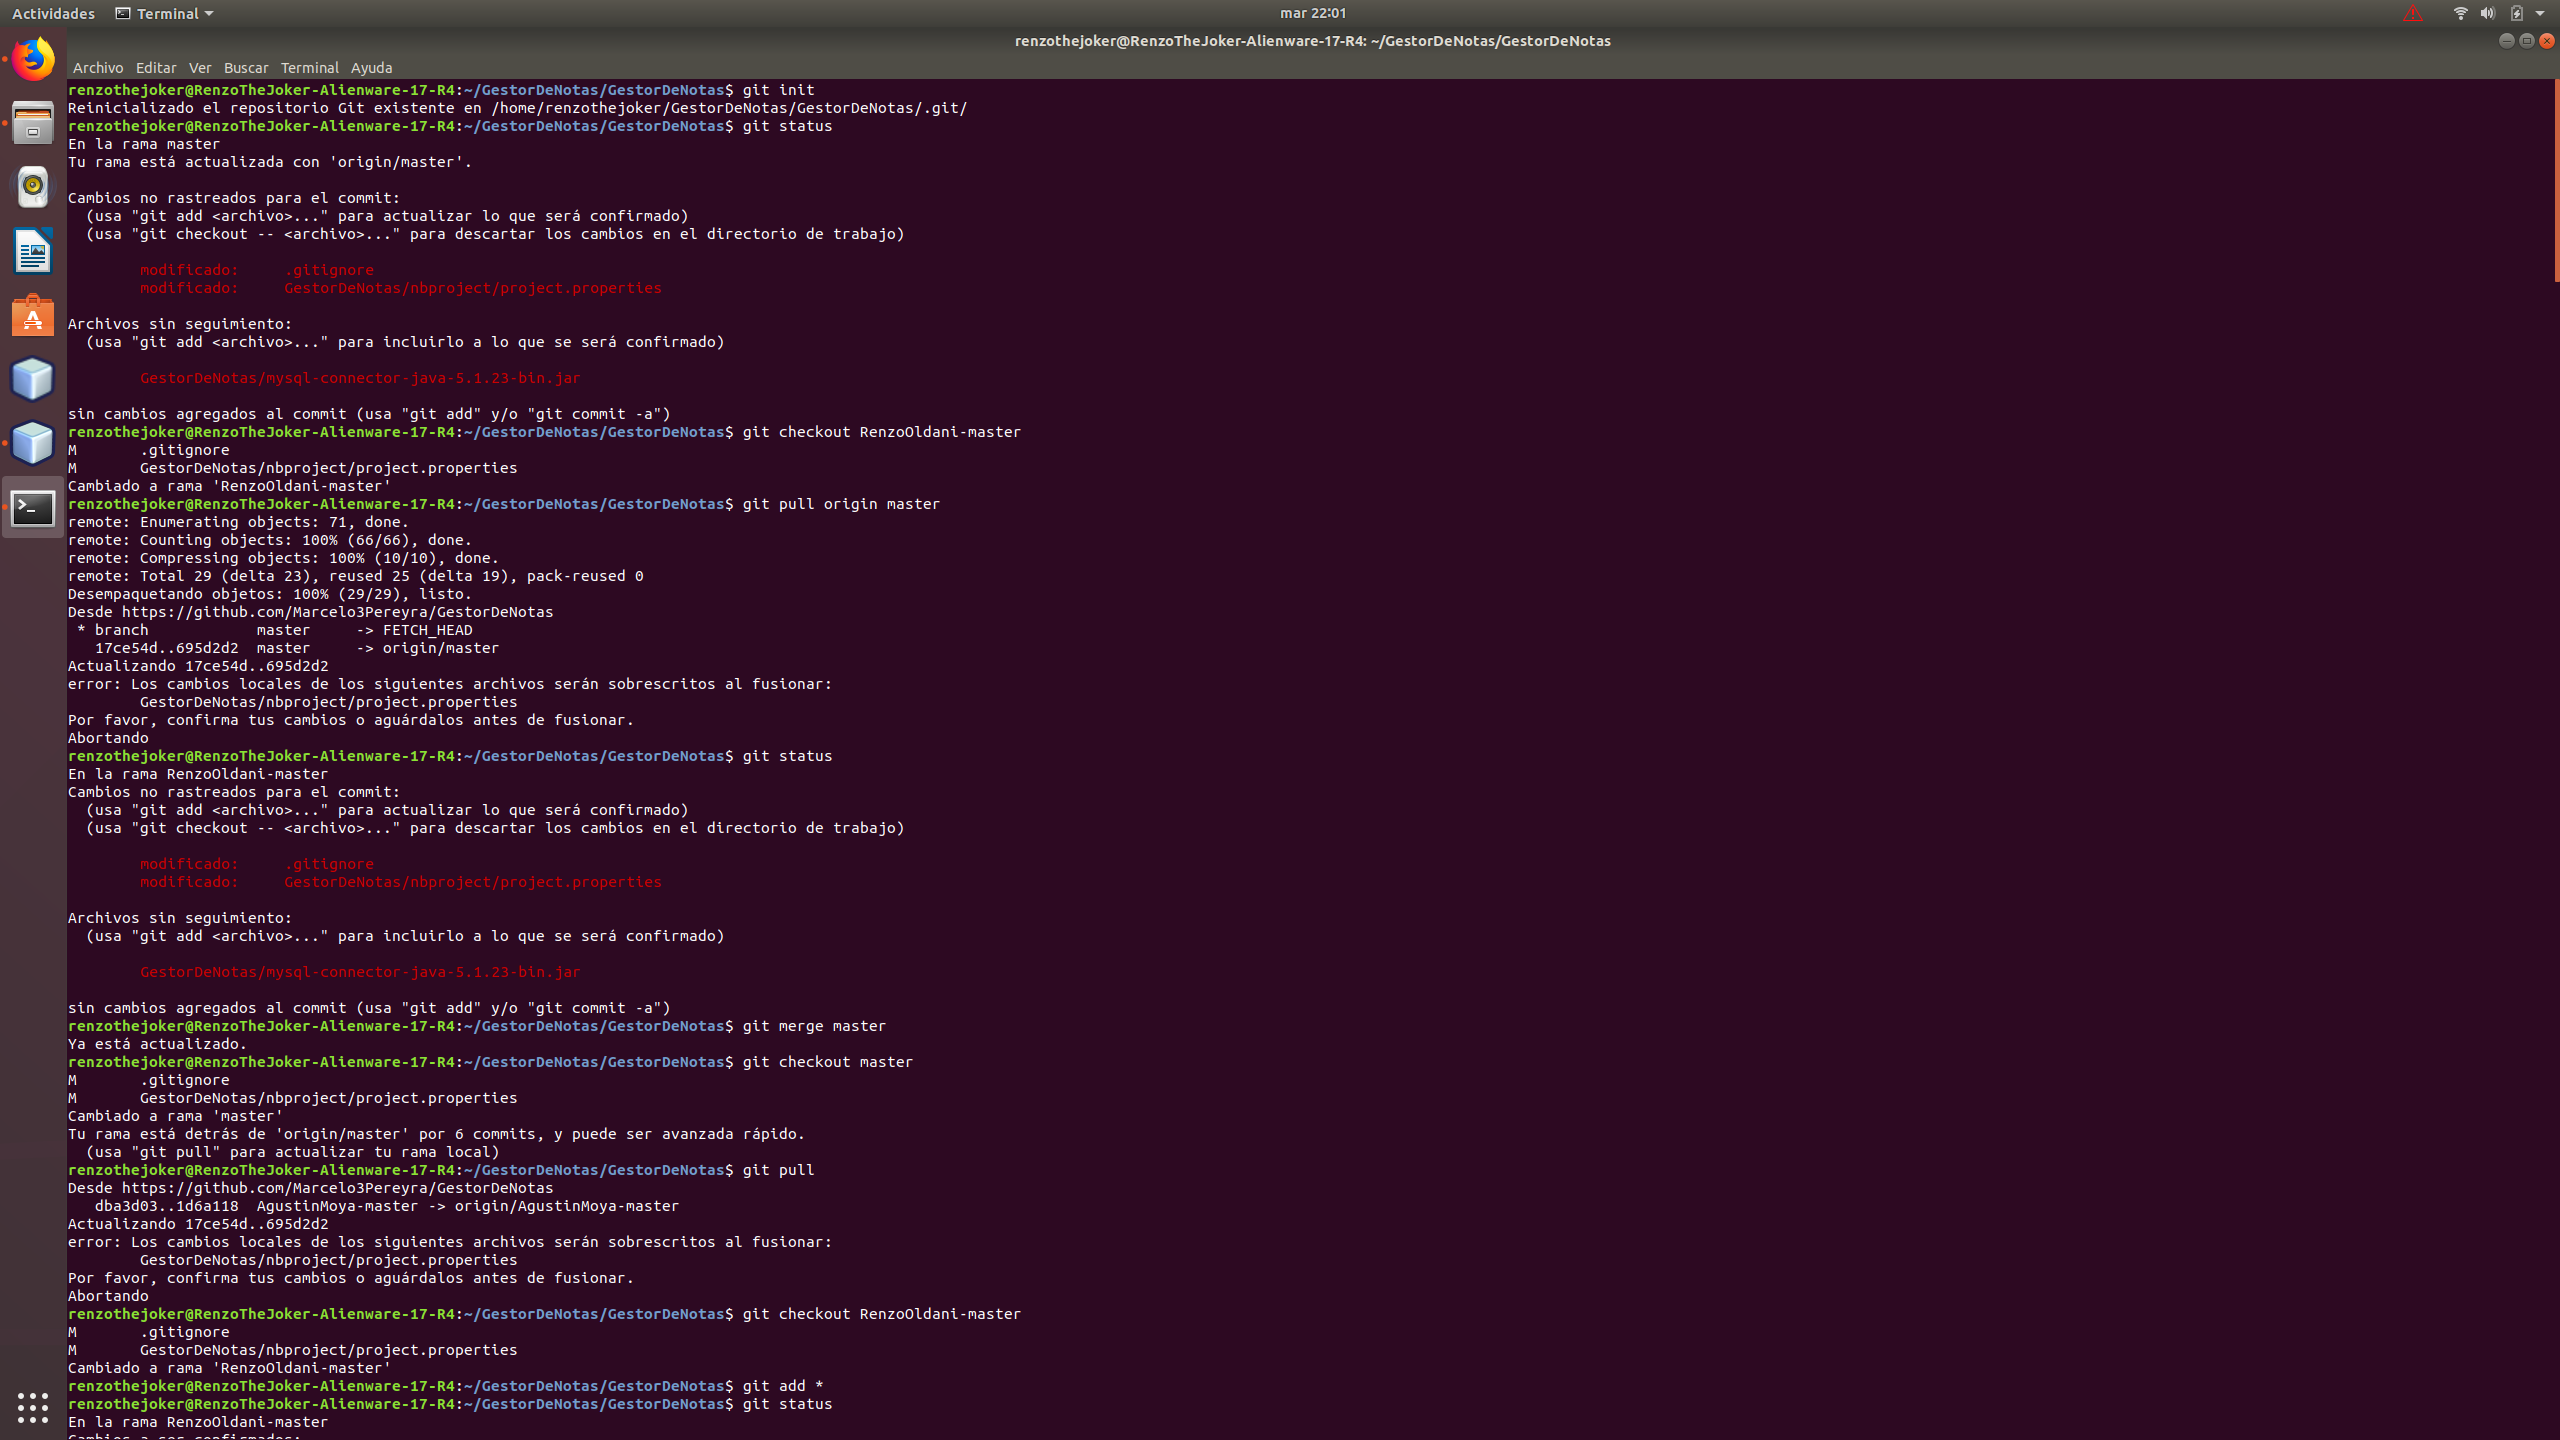 Actividades Terminal mar 22:01
renzothejoker@RenzoTheJoker-Alienware-17-R4: ~/GestorDeNotas/GestorDeNotas
Archivo Editar Ver Buscar Terminal Ayuda
renzothejoker@RenzoTheJoker-Alienware-17-R4:~/GestorDeNotas/GestorDeNotas$ git init
Reinicializado el repositorio Git existente en /home/renzothejoker/GestorDeNotas/GestorDeNotas/.git/
renzothejoker@RenzoTheJoker-Alienware-17-R4:~/GestorDeNotas/GestorDeNotas$ git status
En la rama master
Tu rama está actualizada con 'origin/master'.
Cambios no rastreados para el commit:
  (usa "git add <archivo>..." para actualizar lo que será confirmado)
  (usa "git checkout -- <archivo>..." para descartar los cambios en el directorio de trabajo)
        modificado:     .gitignore
        modificado:     GestorDeNotas/nbproject/project.properties
Archivos sin seguimiento:
  (usa "git add <archivo>..." para incluirlo a lo que se será confirmado)
        GestorDeNotas/mysql-connector-java-5.1.23-bin.jar
sin cambios agregados al commit (usa "git add" y/o "git commit -a")
renzothejoker@RenzoTheJoker-Alienware-17-R4:~/GestorDeNotas/GestorDeNotas$ git checkout RenzoOldani-master
M       .gitignore
M       GestorDeNotas/nbproject/project.properties
Cambiado a rama 'RenzoOldani-master'
renzothejoker@RenzoTheJoker-Alienware-17-R4:~/GestorDeNotas/GestorDeNotas$ git pull origin master
remote: Enumerating objects: 71, done.
remote: Counting objects: 100% (66/66), done.
remote: Compressing objects: 100% (10/10), done.
remote: Total 29 (delta 23), reused 25 (delta 19), pack-reused 0
Desempaquetando objetos: 100% (29/29), listo.
Desde https://github.com/Marcelo3Pereyra/GestorDeNotas
 * branch            master     -> FETCH_HEAD
   17ce54d..695d2d2  master     -> origin/master
Actualizando 17ce54d..695d2d2
error: Los cambios locales de los siguientes archivos serán sobrescritos al fusionar:
        GestorDeNotas/nbproject/project.properties
Por favor, confirma tus cambios o aguárdalos antes de fusionar.
Abortando
renzothejoker@RenzoTheJoker-Alienware-17-R4:~/GestorDeNotas/GestorDeNotas$ git status
En la rama RenzoOldani-master
Cambios no rastreados para el commit:
  (usa "git add <archivo>..." para actualizar lo que será confirmado)
  (usa "git checkout -- <archivo>..." para descartar los cambios en el directorio de trabajo)
        modificado:     .gitignore
        modificado:     GestorDeNotas/nbproject/project.properties
Archivos sin seguimiento:
  (usa "git add <archivo>..." para incluirlo a lo que se será confirmado)
        GestorDeNotas/mysql-connector-java-5.1.23-bin.jar
sin cambios agregados al commit (usa "git add" y/o "git commit -a")
renzothejoker@RenzoTheJoker-Alienware-17-R4:~/GestorDeNotas/GestorDeNotas$ git merge master
Ya está actualizado.
renzothejoker@RenzoTheJoker-Alienware-17-R4:~/GestorDeNotas/GestorDeNotas$ git checkout master
M       .gitignore
M       GestorDeNotas/nbproject/project.properties
Cambiado a rama 'master'
Tu rama está detrás de 'origin/master' por 6 commits, y puede ser avanzada rápido.
  (usa "git pull" para actualizar tu rama local)
renzothejoker@RenzoTheJoker-Alienware-17-R4:~/GestorDeNotas/GestorDeNotas$ git pull
Desde https://github.com/Marcelo3Pereyra/GestorDeNotas
   dba3d03..1d6a118  AgustinMoya-master -> origin/AgustinMoya-master
Actualizando 17ce54d..695d2d2
error: Los cambios locales de los siguientes archivos serán sobrescritos al fusionar:
        GestorDeNotas/nbproject/project.properties
Por favor, confirma tus cambios o aguárdalos antes de fusionar.
Abortando
renzothejoker@RenzoTheJoker-Alienware-17-R4:~/GestorDeNotas/GestorDeNotas$ git checkout RenzoOldani-master
M       .gitignore
M       GestorDeNotas/nbproject/project.properties
Cambiado a rama 'RenzoOldani-master'
renzothejoker@RenzoTheJoker-Alienware-17-R4:~/GestorDeNotas/GestorDeNotas$ git add *
renzothejoker@RenzoTheJoker-Alienware-17-R4:~/GestorDeNotas/GestorDeNotas$ git status
En la rama RenzoOldani-master
Cambios a ser confirmados: